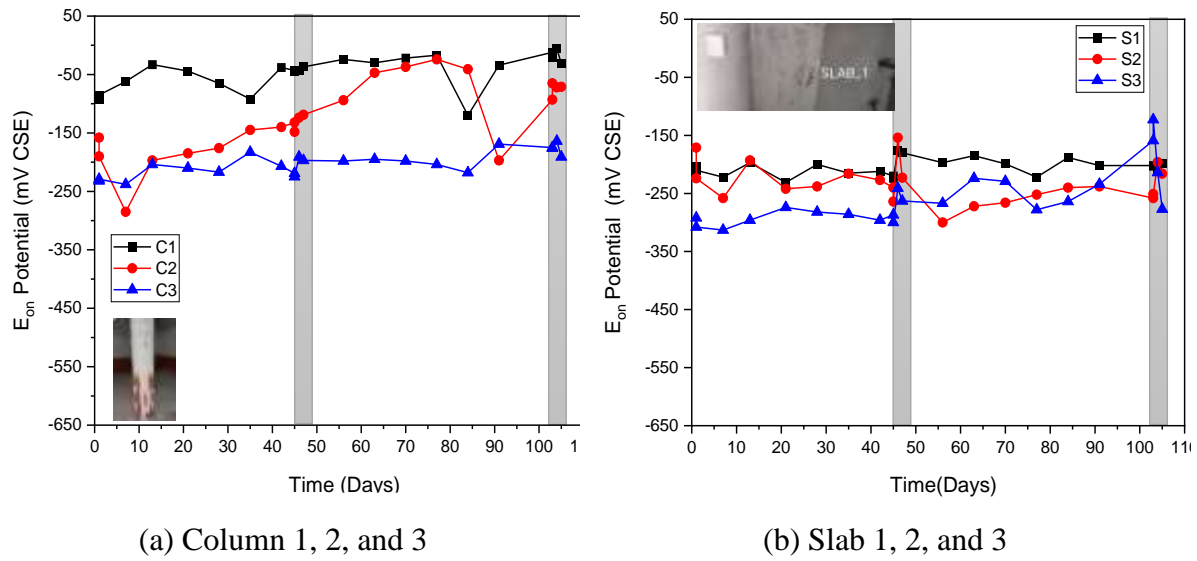 50
-50
-150
-250
-350
-450
-550
-650
E_on Potential (mV CSE)
C1
C2
C3
0 10 20 30 40 50 60 70 80 90 100 1
Time (Days)
(a) Column 1, 2, and 3
50
-50
-150
-250
-350
-450
-550
-650
E_on Potential (mV CSE)
SLAB_1
S1
S2
S3
0 10 20 30 40 50 60 70 80 90 100 110
Time(Days)
(b) Slab 1, 2, and 3